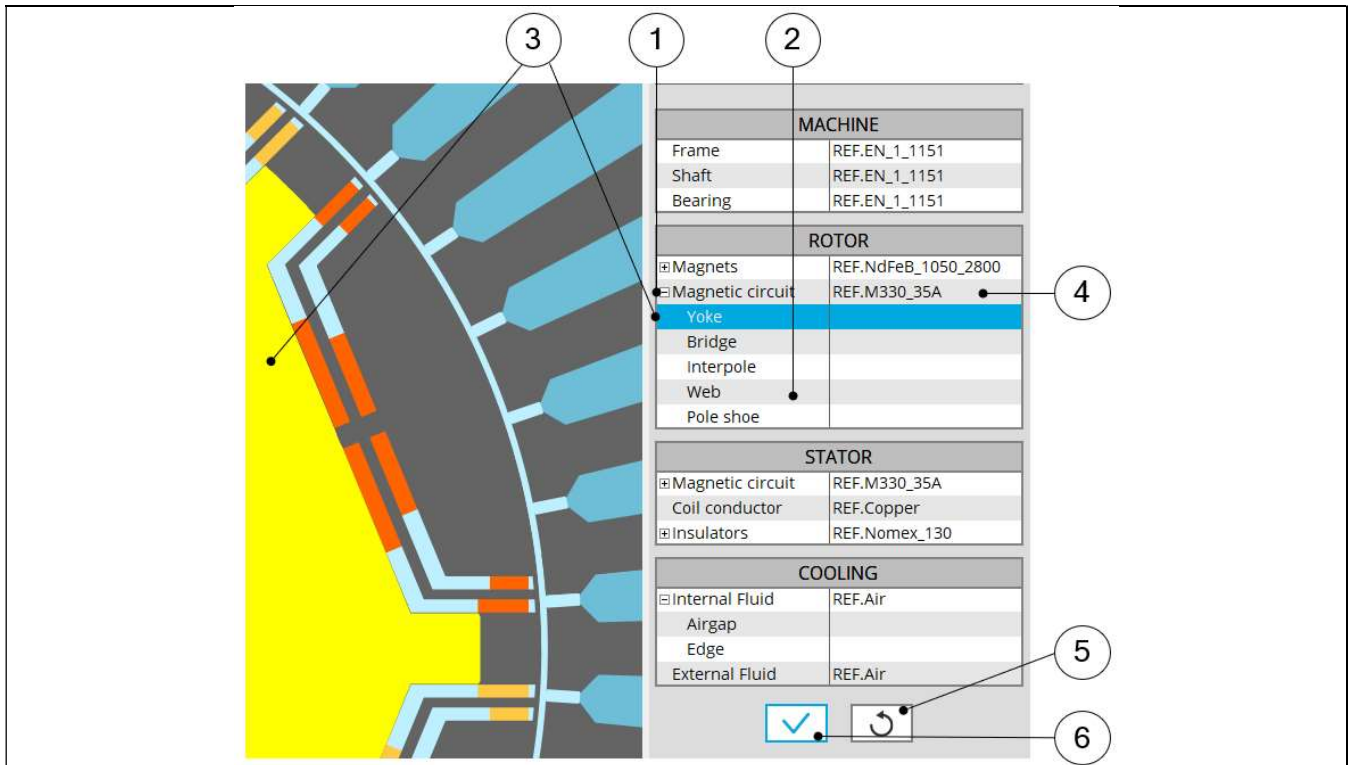 3 1 2
MACHINE
Frame REF.EN_1_1151
Shaft REF.EN_1_1151
Bearing REF.EN_1_1151
ROTOR
Magnets REF.NdFeB_1050_2800
Magnetic circuit REF.M330_35A
4
Yoke
Bridge
Interpole
Web
Pole shoe
STATOR
Magnetic circuit REF.M330_35A
Coil conductor REF.Copper
Insulators REF.Nomex_130
COOLING
Internal Fluid REF.Air
Airgap
Edge
5
External Fluid REF.Air
6